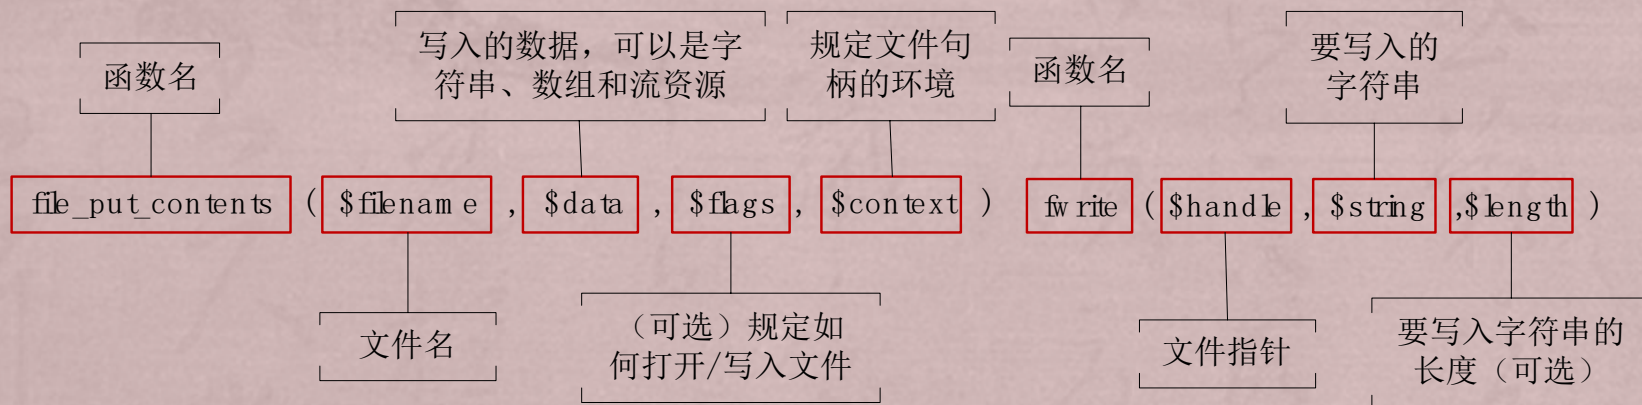 函数名
写入的数据，可以是字
符串、数组和流资源
规定文件句
柄的环境
函数名
要写入的
字符串
file_put_contents ( $filename , $data , $flags, $context ) fwrite ( $handle , $string ,$length )
文件名
（可选）规定如
何打开/写入文件
文件指针
要写入字符串的
长度（可选）